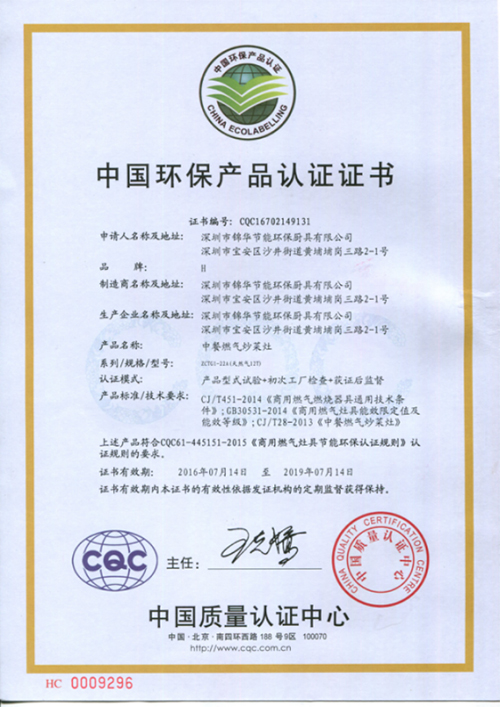 中国环保产品认证
CHINA ECOLABELLING
中国环保产品认证证书
证书编号: CQC16702149131
申请人名称及地址: 深圳市锦华节能环保厨具有限公司
深圳市宝安区沙井街道黄埔埔岗三路2-1号
品 牌: H
制造商名称及地址: 深圳市锦华节能环保厨具有限公司
深圳市宝安区沙井街道黄埔埔岗三路2-1号
生产企业名称及地址: 深圳市锦华节能环保厨具有限公司
深圳市宝安区沙井街道黄埔埔岗三路2-1号
产品名称: 中餐燃气炒菜灶
系列/规格/型号:
认证模式: 产品型式试验+初次工厂检查+获证后监督
产品标准/技术要求: CJ/T451-2014《商用燃气燃烧器具通用技术条
件》;GB30531-2014《商用燃气灶具能效限定值及
能效等级》;CJ/T28-2013《中餐燃气炒菜灶》
上述产品符合CQC61-445151-2015《商用燃气灶具节能环保认证规则》认
证规则的要求。
证书有效期: 2016年07月14日 至 2019年07月14日
证书有效期内本证书的有效性依据发证机构的定期监督获得保持。
CQC
主任:
CHINA QUALITY CERTIFICATION CENTRE
中国质量认证中心
中国质量认证中心
中国·北京·南四环西路 188 号 9区 100070
http://www.cqc.com.cn
HC 0009296